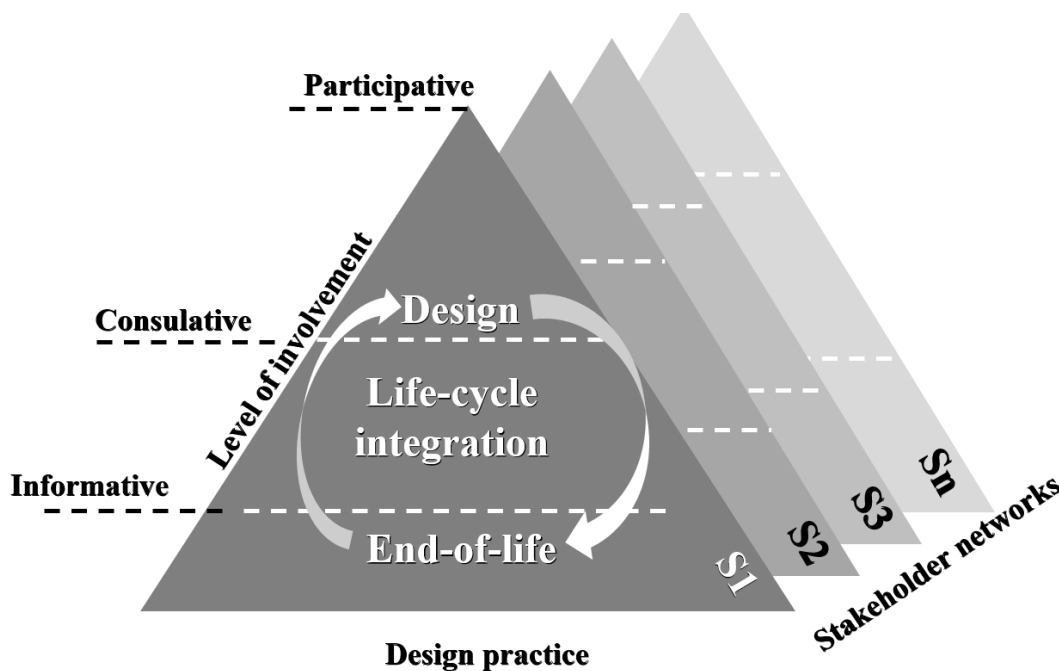 Participative
Consulative
Informative
Level of involvement
Design
Life-cycle
integration
End-of-life
S1
S2
S3
Sn
Stakeholder networks
Design practice